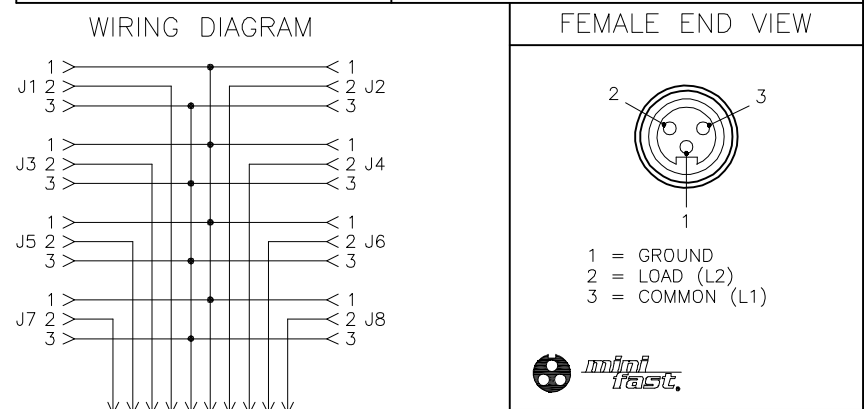 WIRING DIAGRAM
FEMALE END VIEW
1 1
J1 2 2 J2
3 3
1 1
J3 2 2 J4
3 3
1 1
J5 2 2 J6
3 3
1 1
J7 2 2 J8
3 3
2 3
1
1 = GROUND
2 = LOAD (L2)
3 = COMMON (L1)
mini
fast.